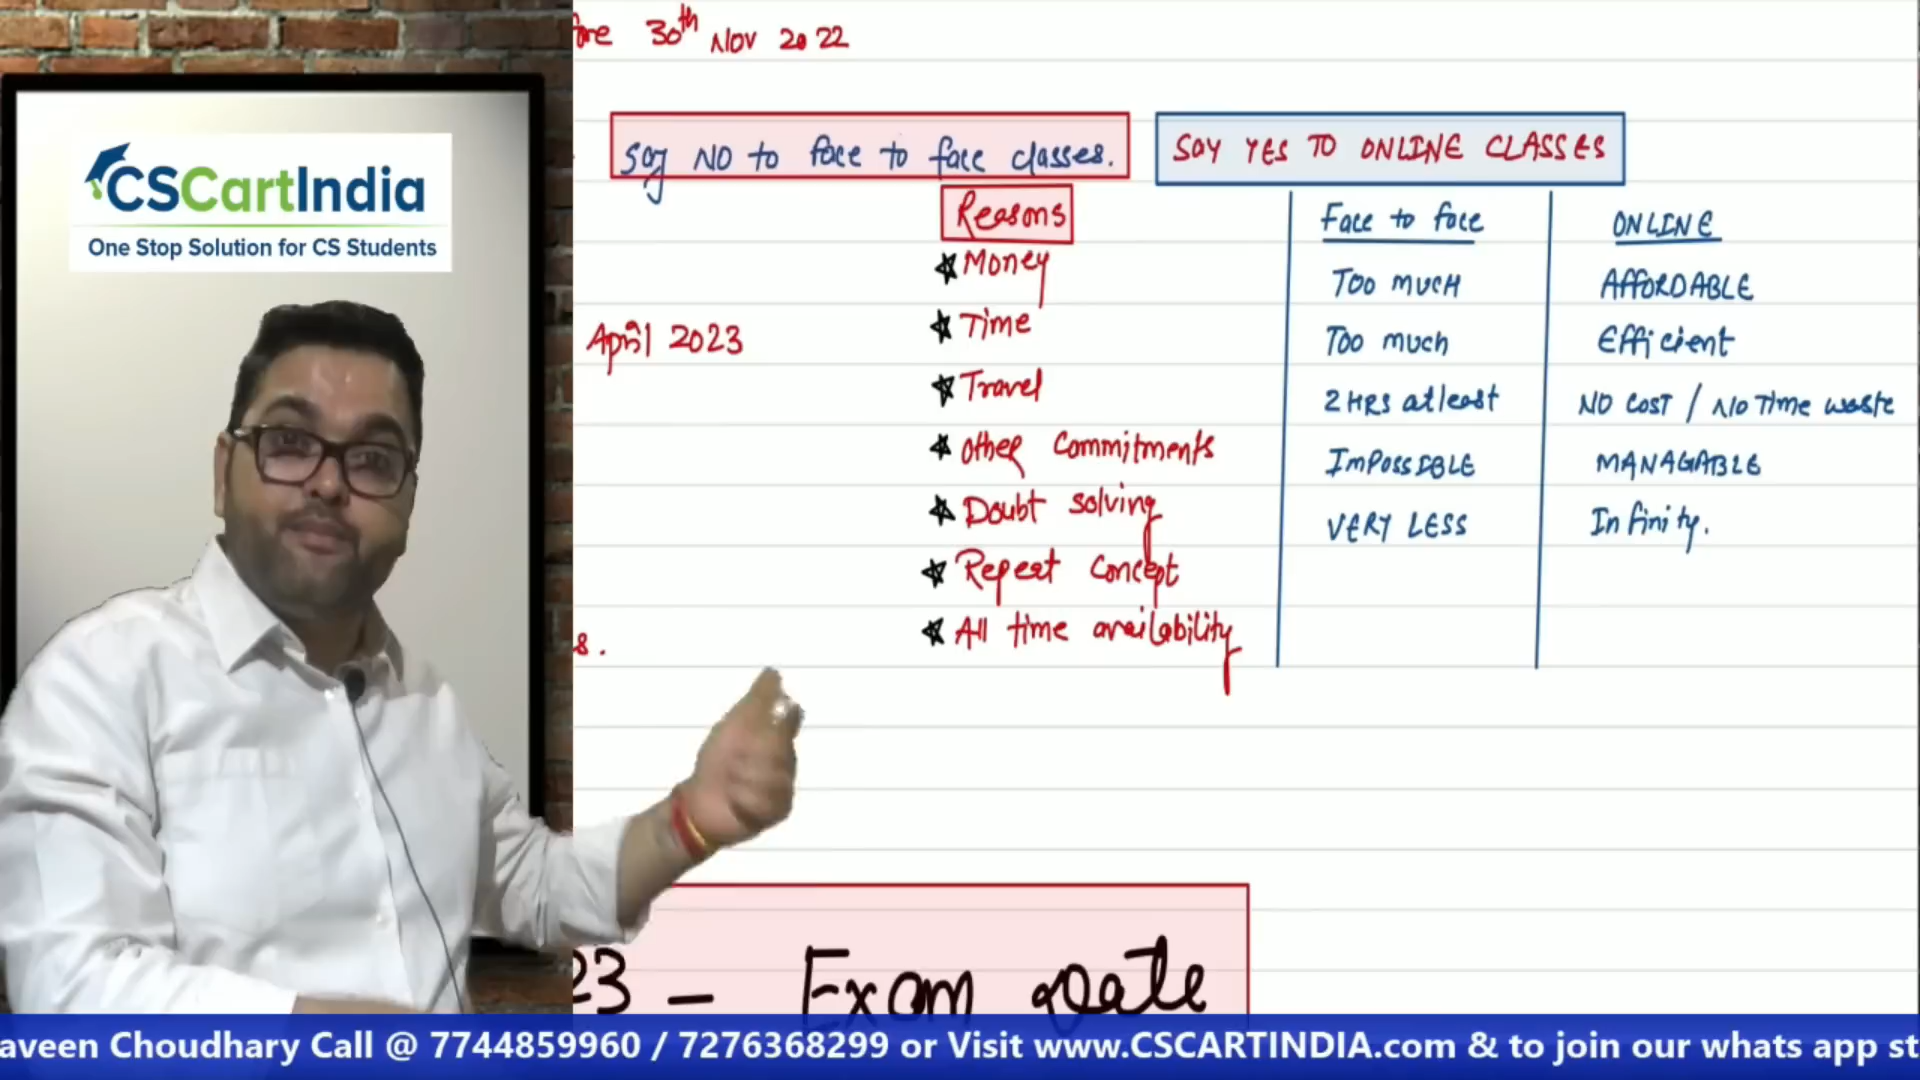 fore 30th Nov 2022
CSCartIndia
One Stop Solution for CS Students
Say NO to face to face classes.
SAY YES TO ONLINE CLASSES
Reasons
Face to face
ONLINE
Money
TOO MUCH
AFFORDABLE
April 2023
Time
Too much
Efficient
Travel
2 HRS atleast
NO COST / NO Time waste
Other Commitments
ImPOSSIBLE
MANAGABLE
Doubt solving
VERY LESS
Infinity.
Repeat Concept
All time availability
s.
23 - Exam Date
aveen Choudhary Call @ 7744859960 / 7276368299 or Visit www.CSCARTINDIA.com & to join our whats app st